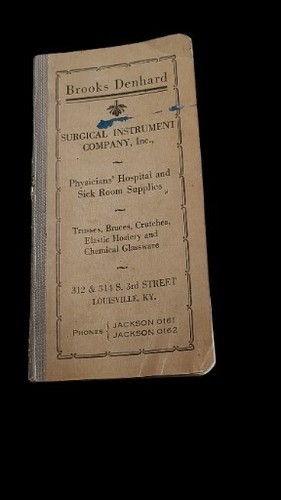 Brooks Denhard
SURGICAL INSTRUMENT
COMPANY, Inc.,
Physicians' Hospital and
Sick Room Supplies
Trusses, Braces, Crutches,
Elastic Hosiery and
Chemical Glassware
312 & 314 S. 3rd STREET
LOUISVILLE, KY.
PHONES { JACKSON 0161
JACKSON 0162